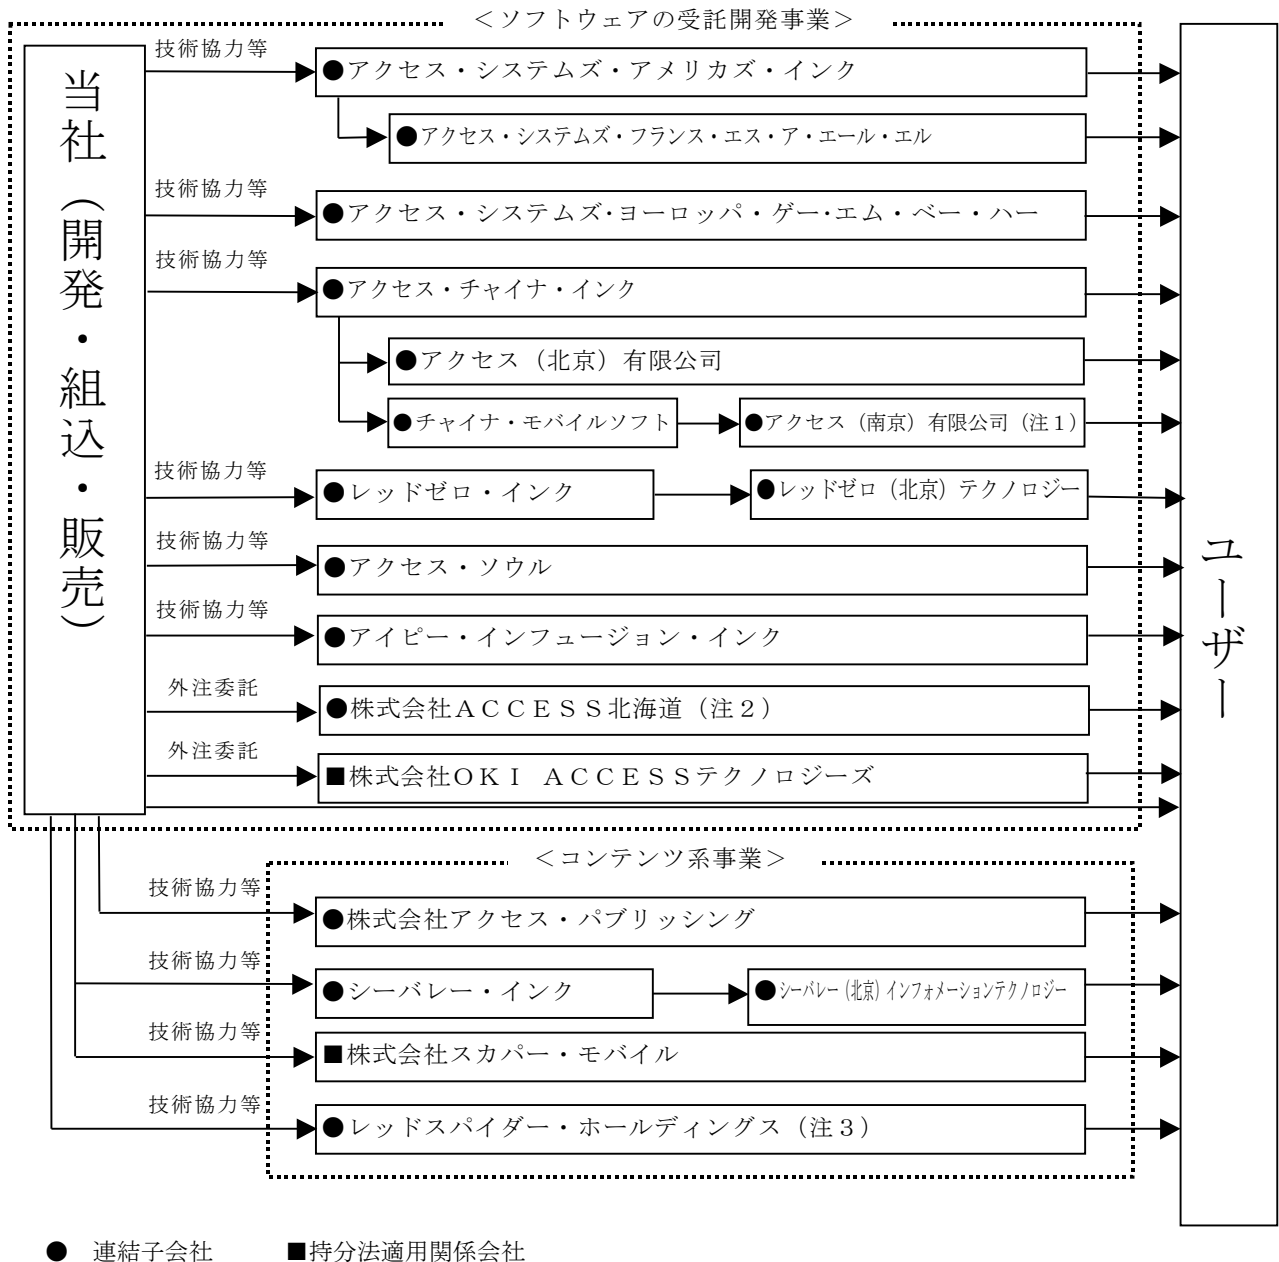 ＜ソフトウェアの受託開発事業＞
当社（開発・組込・販売）
技術協力等
●アクセス・システムズ・アメリカズ・インク
●アクセス・システムズ・フランス・エス・ア・エール・エル
技術協力等
●アクセス・システムズ・ヨーロッパ・ゲー・エム・ベー・ハー
技術協力等
●アクセス・チャイナ・インク
●アクセス（北京）有限公司
●チャイナ・モバイルソフト
●アクセス（南京）有限公司（注１）
技術協力等
●レッドゼロ・インク
●レッドゼロ（北京）テクノロジー
技術協力等
●アクセス・ソウル
技術協力等
●アイピー・インフュージョン・インク
外注委託
●株式会社ＡＣＣＥＳＳ北海道（注２）
外注委託
■株式会社ＯＫＩ　ＡＣＣＥＳＳテクノロジーズ
ユーザー
＜コンテンツ系事業＞
技術協力等
●株式会社アクセス・パブリッシング
技術協力等
●シーバレー・インク
●シーバレー（北京）インフォメーションテクノロジー
技術協力等
■株式会社スカパー・モバイル
技術協力等
●レッドスパイダー・ホールディングス（注３）
●　連結子会社
■持分法適用関係会社